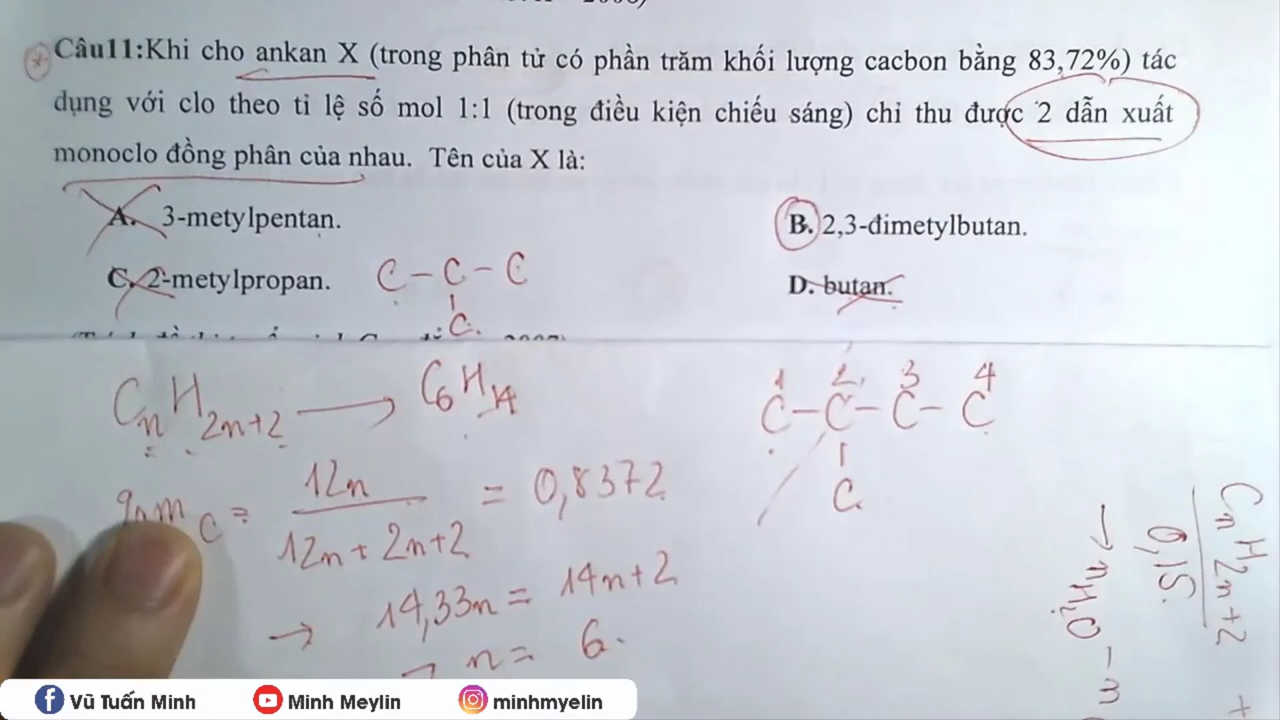 Câu11:Khi cho ankan X (trong phân tử có phần trăm khối lượng cacbon bằng 83,72%) tác
dụng với clo theo tỉ lệ số mol 1:1 (trong điều kiện chiếu sáng) chỉ thu được 2 dẫn xuất
monoclo đồng phân của nhau. Tên của X là:
A. 3-metylpentan.
B. 2,3-đimetylbutan.
C. 2-metylpropan.
D. butan.
C – C – C
C.
CnH2n+2 → C6H14
1 2, 3 4
C – C – C – C
C
%mC = 12n / 12n + 2n+2 = 0,8372
→ 14,33n = 14n+2
→ n = 6.
CnH2n+2 +
0,15.
→ nH2O – n
Vũ Tuấn Minh
Minh Meylin
minhmyelin